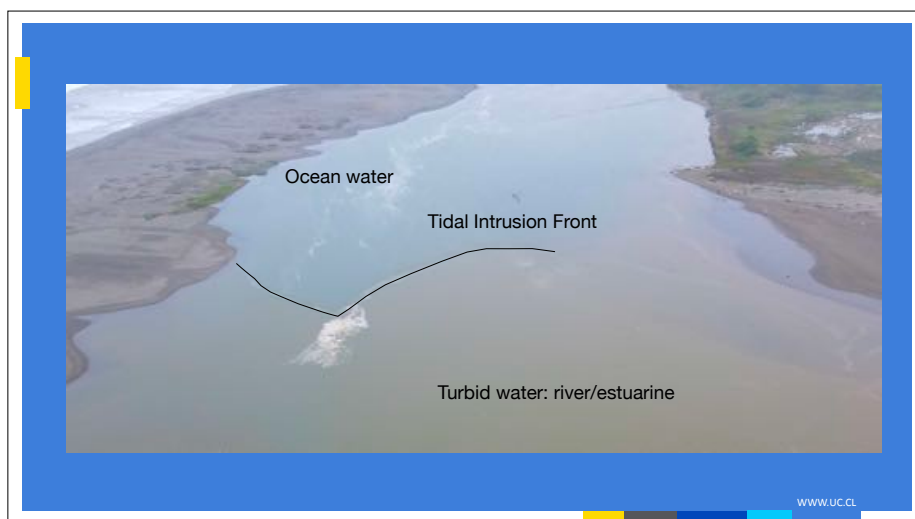 Ocean water
Tidal Intrusion Front
Turbid water: river/estuarine
WWW.UC.CL